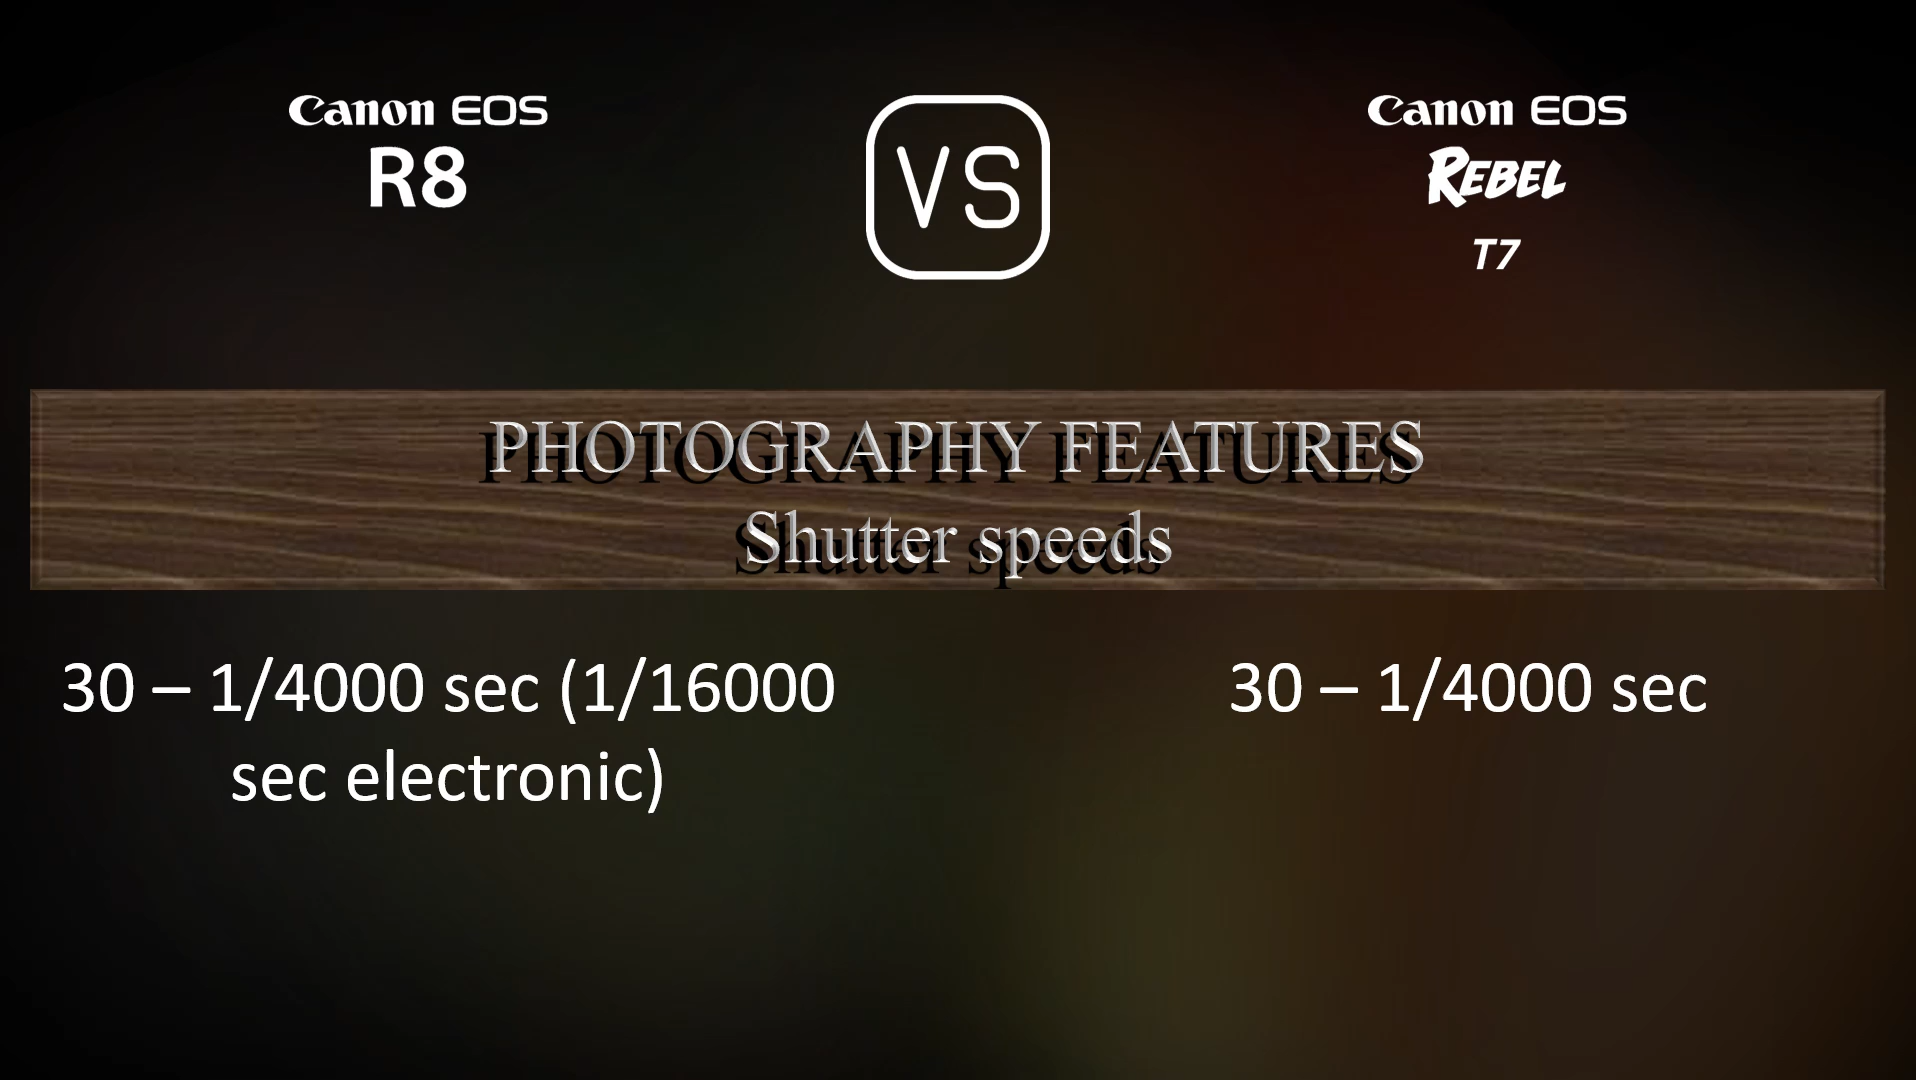 Canon EOS
R8
VS
Canon EOS
REBEL
T7
PHOTOGRAPHY FEATURES
Shutter speeds
30 – 1/4000 sec (1/16000
sec electronic)
30 – 1/4000 sec